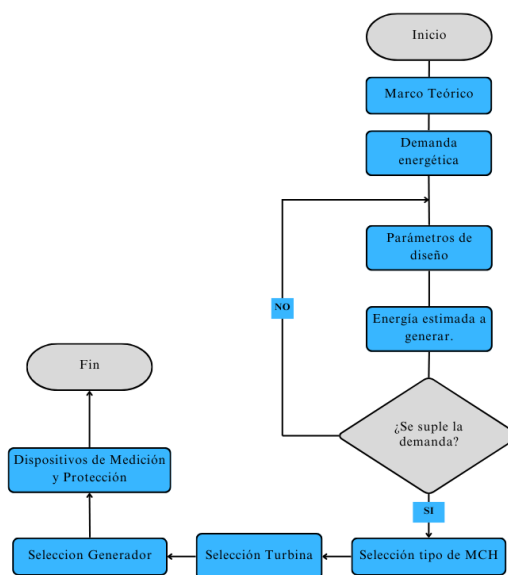 Inicio
Marco Teórico
Demanda
energética
Parámetros de
diseño
NO
Energía estimada a
generar.
¿Se suple la
demanda?
SI
Selección tipo de MCH
Selección Turbina
Seleccion Generador
Dispositivos de Medición
y Protección
Fin